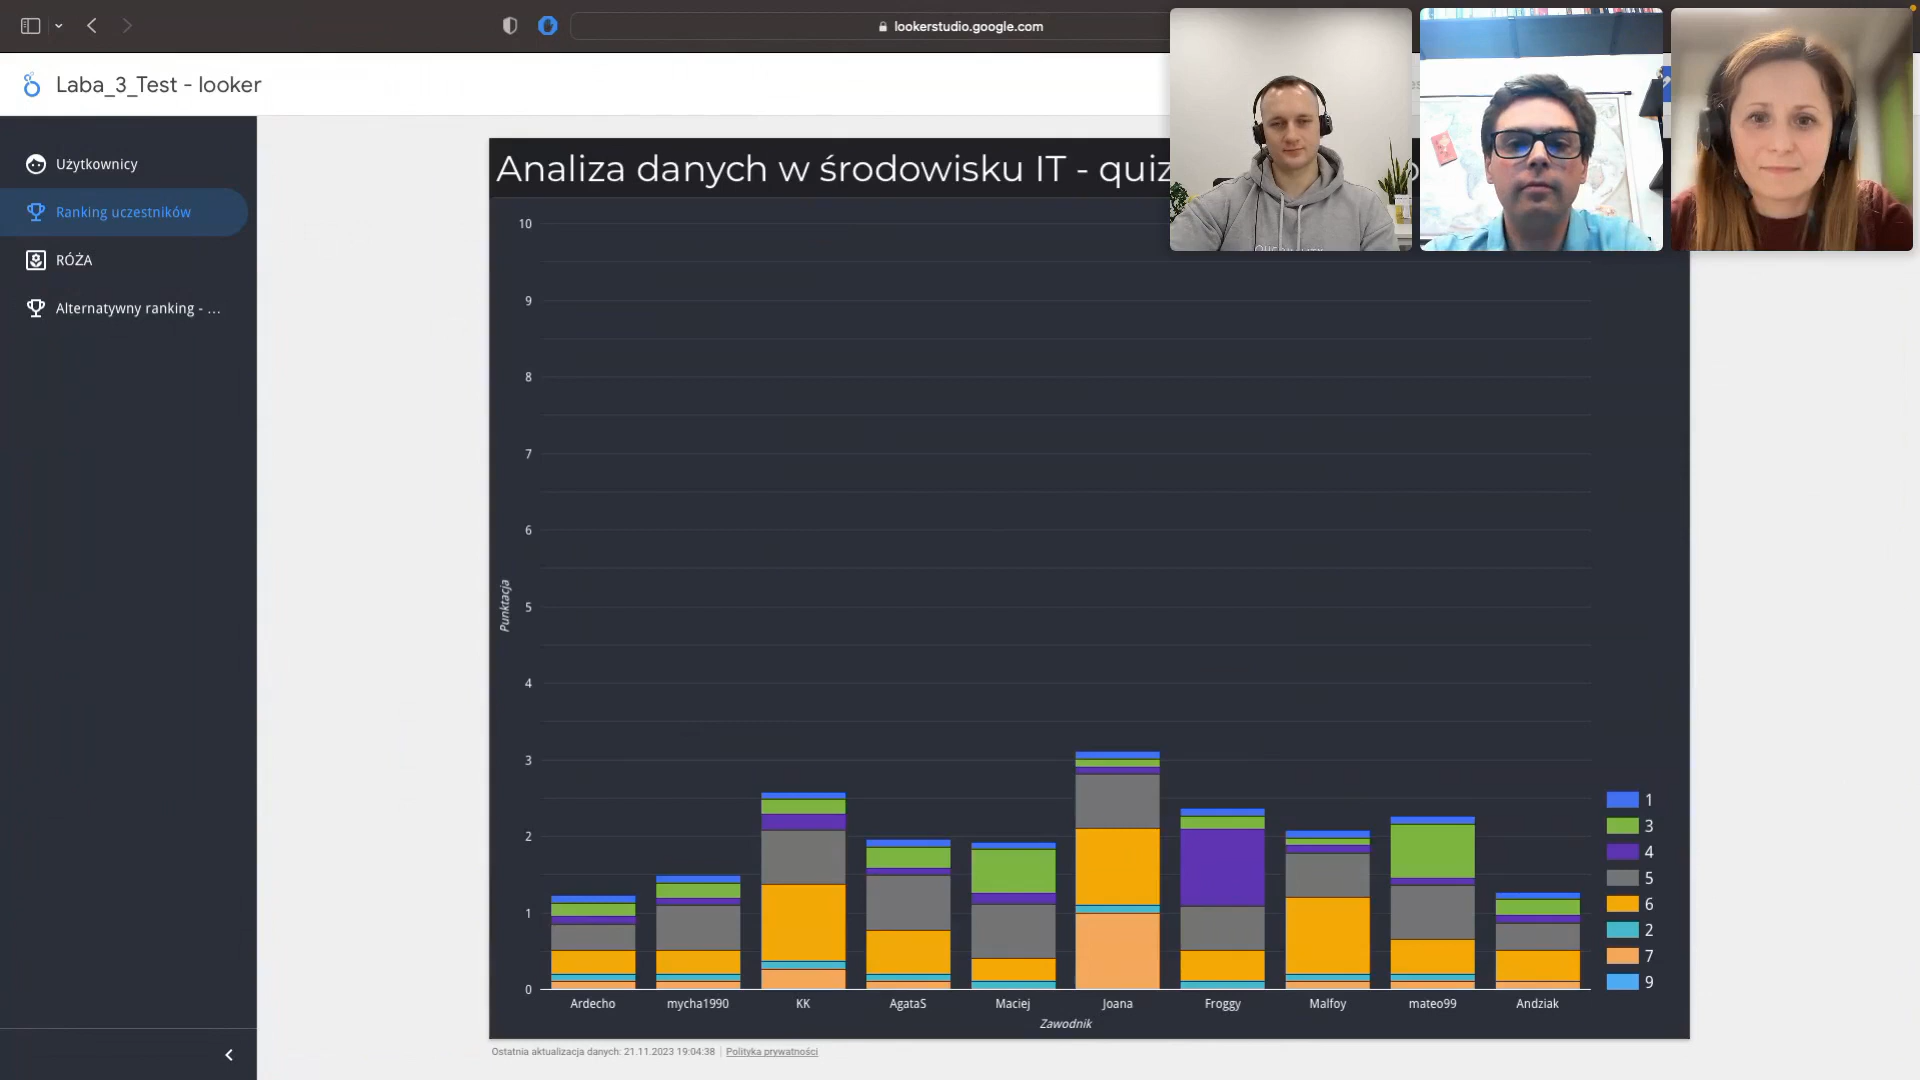 lookerstudio.google.com
Laba_3_Test - looker
Użytkownicy
Ranking uczestników
RÓŻA
Alternatywny ranking - ...
Analiza danych w środowisku IT - quiz
10
9
8
7
6
5
4
3
2
1
0
Punktacja
Ardecho
mycha1990
KK
AgataS
Maciej
Joana
Froggy
Malfoy
mateo99
Andziak
Zawodnik
1
3
4
5
6
2
7
9
Ostatnia aktualizacja danych: 21.11.2023 19:04:38
Polityka prywatności